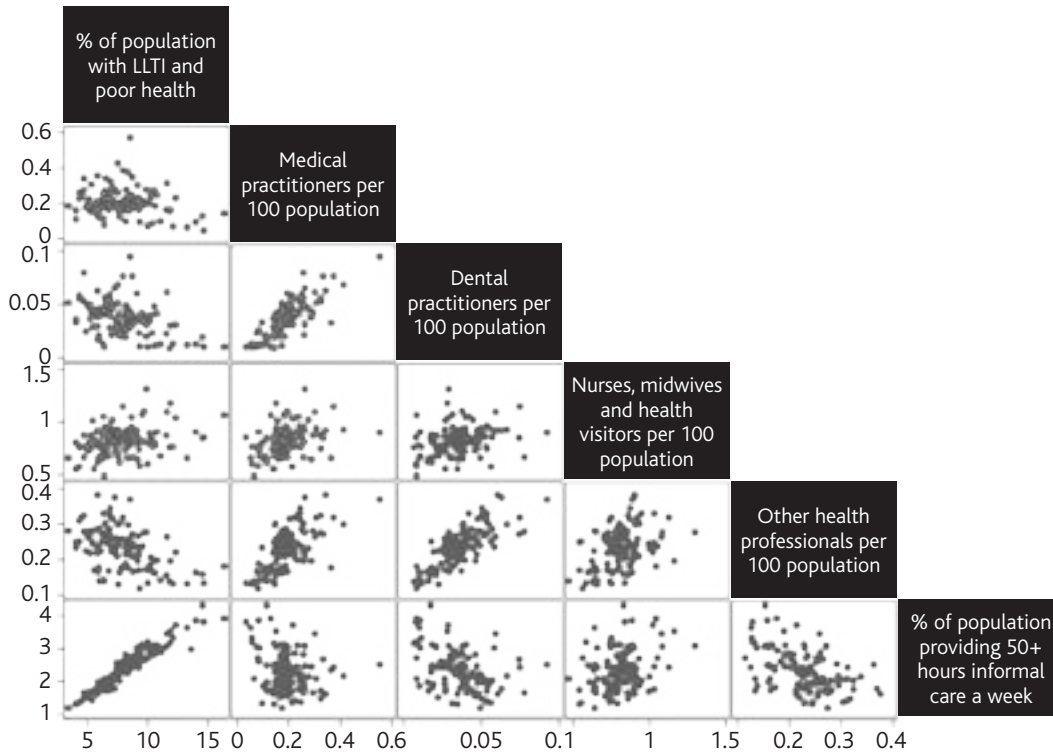 % of population
with LLTI and
poor health
0.6
0.4
0.2
0
Medical
practitioners per
100 population
0.1
0.05
0
Dental
practitioners per
100 population
1.5
1
0.5
Nurses, midwives
and health
visitors per 100
population
0.4
0.3
0.2
0.1
Other health
professionals per
100 population
4
3
2
1
% of population
providing 50+
hours informal
care a week
5 10 15 0 0.2 0.4 0.6 0.05 0.1 1 1.5 0.2 0.3 0.4